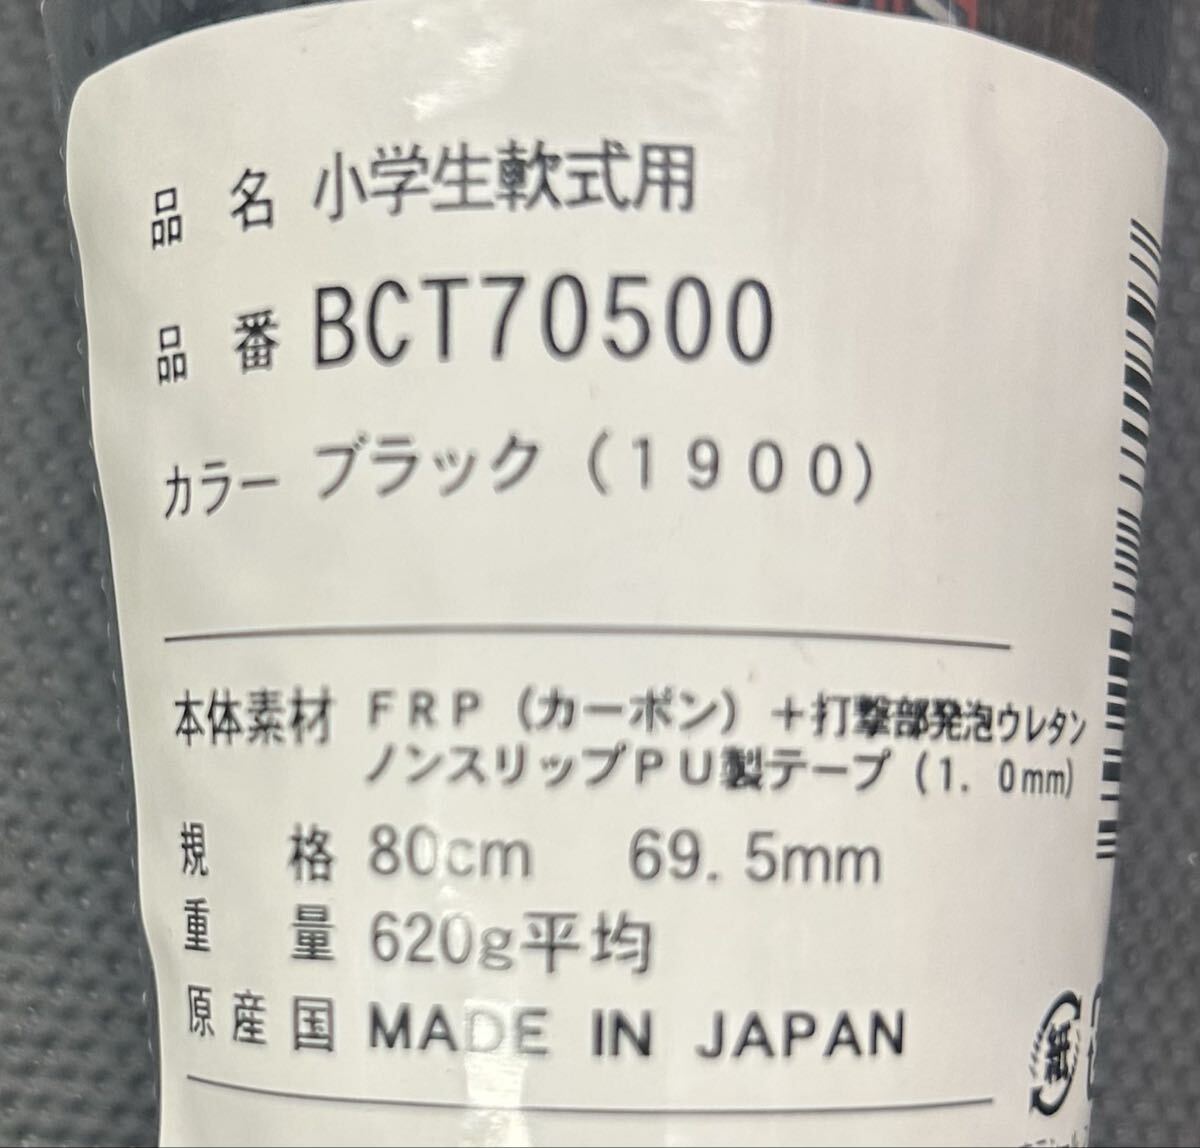 品名 小学生軟式用
品番 BCT70500
カラー ブラック（１９００）
本体素材 ＦＲＰ（カーボン）＋打撃部発泡ウレタン
ノンスリップＰＵ製テープ（１．０mm）
規格 80cm 69.5mm
重量 620g平均
原産国 MADE IN JAPAN
紙